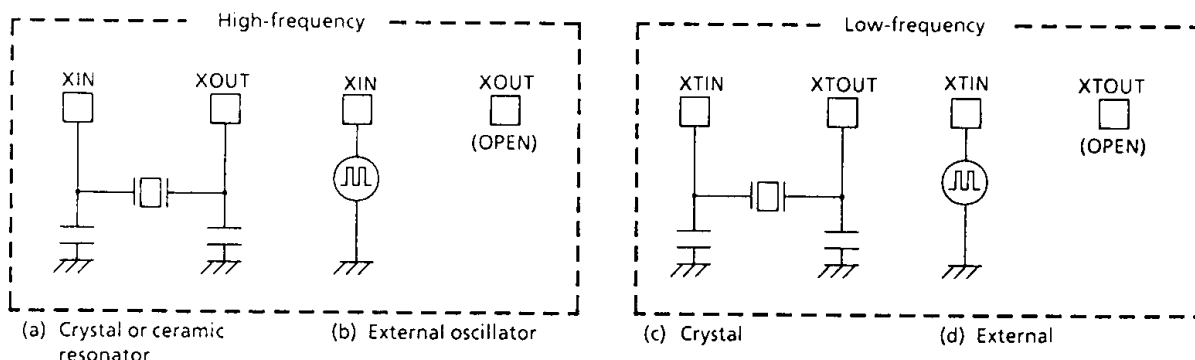 High-frequency
XIN
XOUT
XIN
XOUT
(OPEN)
(a) Crystal or ceramic
resonator
(b) External oscillator
Low-frequency
XTIN
XTOUT
XTIN
XTOUT
(OPEN)
(c) Crystal
(d) External